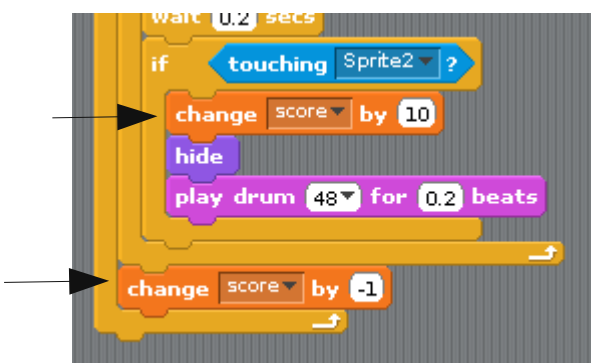 wait 0.2 secs
if touching Sprite2 ?
change score by 10
hide
play drum 48 for 0.2 beats
change score by -1